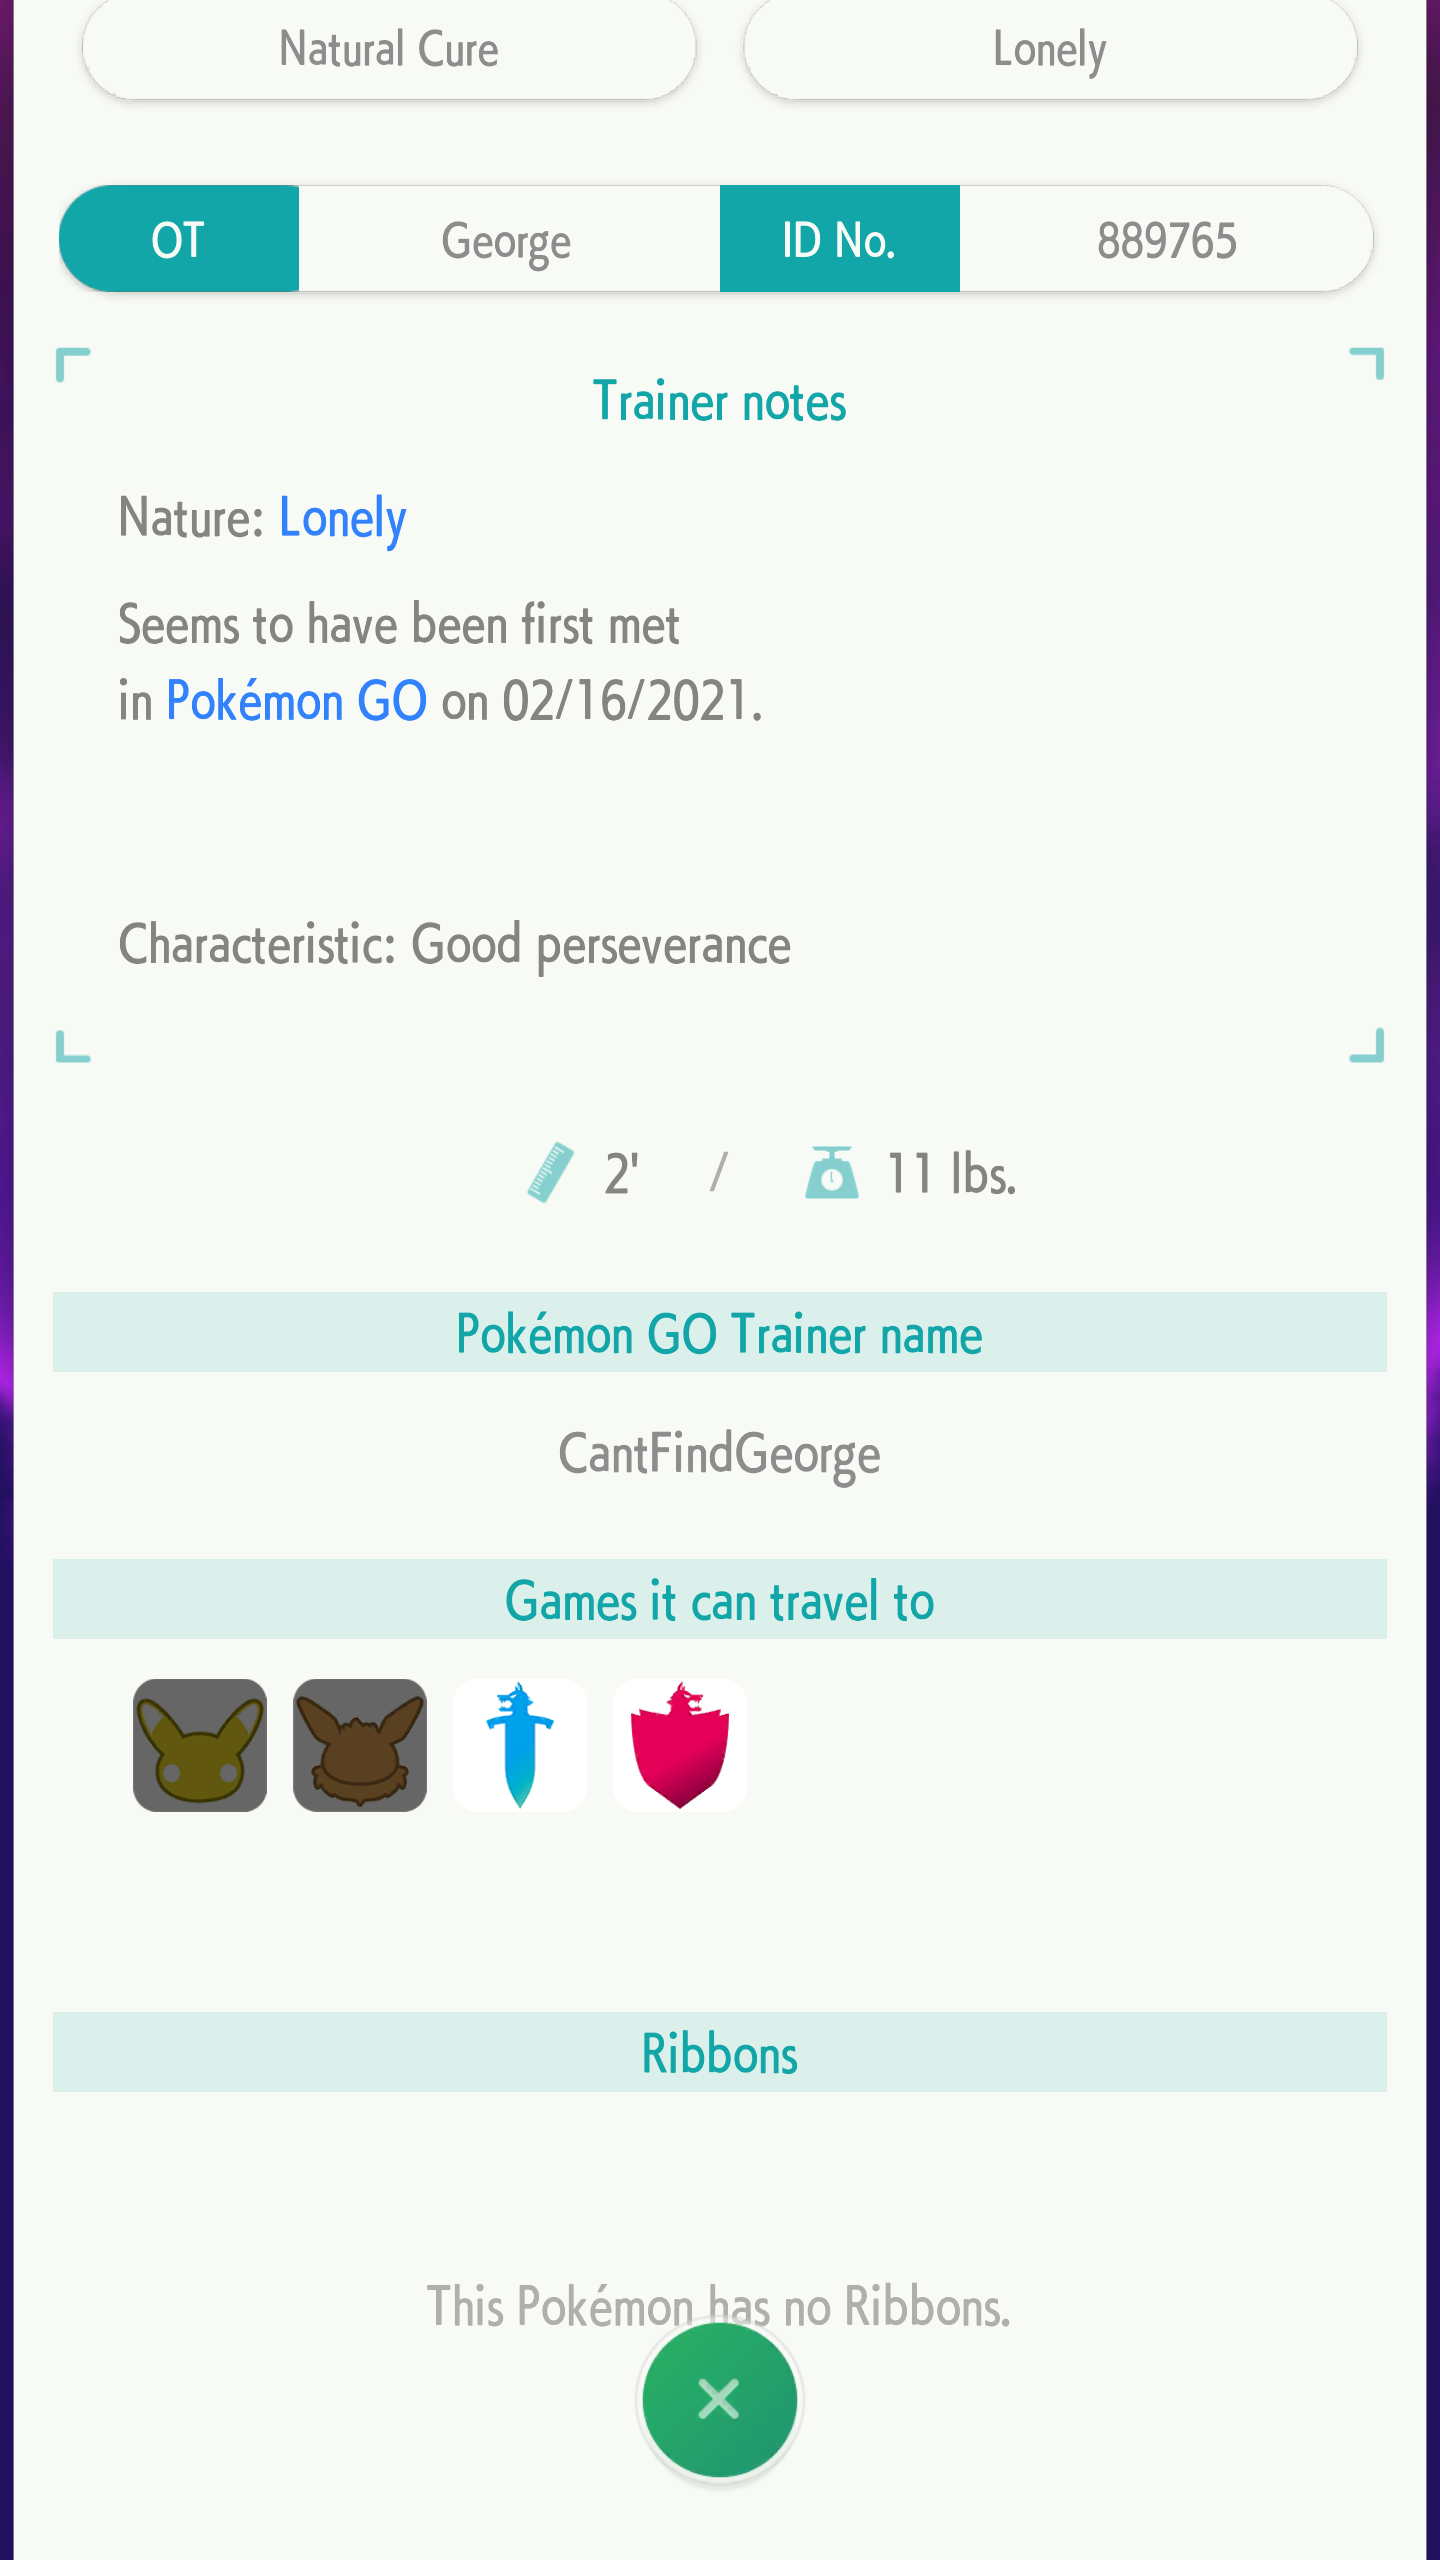 Natural Cure
Lonely
OT George ID No. 889765
Trainer notes
Nature: Lonely
Seems to have been first met
in Pokémon GO on 02/16/2021.
Characteristic: Good perseverance
2' / 11 lbs.
Pokémon GO Trainer name
CantFindGeorge
Games it can travel to
Ribbons
This Pokémon has no Ribbons.